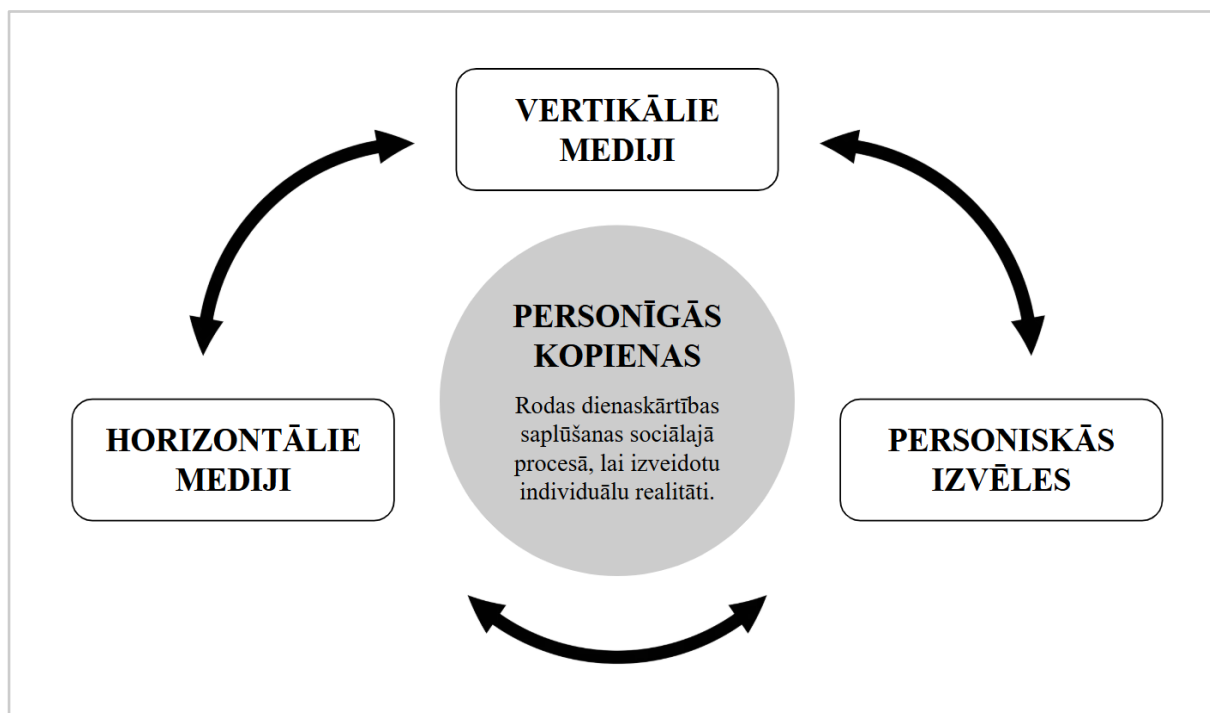 VERTIKĀLIE
MEDIJI
PERSONĪGĀS
KOPIENAS
Rodas dienaskārtības
saplūšanas sociālajā
procesā, lai izveidotu
individuālu realitāti.
HORIZONTĀLIE
MEDIJI
PERSONISKĀS
IZVĒLES